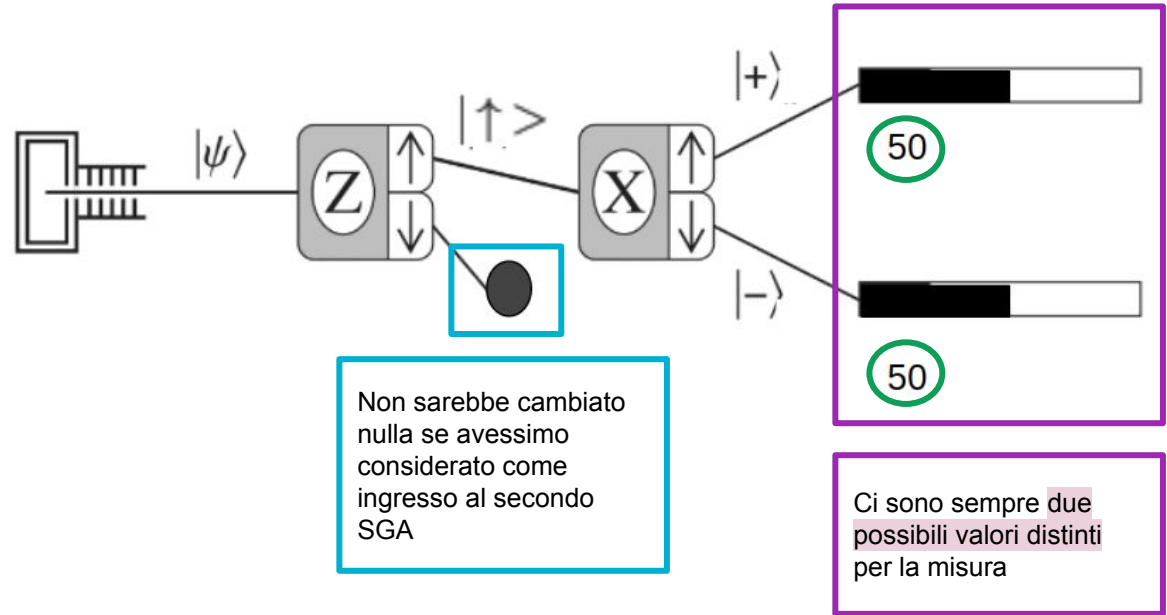 |ψ⟩
Z
↑
↓
|↑ >
X
↑
↓
|+⟩
|−⟩
50
50
Non sarebbe cambiato
nulla se avessimo
considerato come
ingresso al secondo
SGA
Ci sono sempre due
possibili valori distinti
per la misura